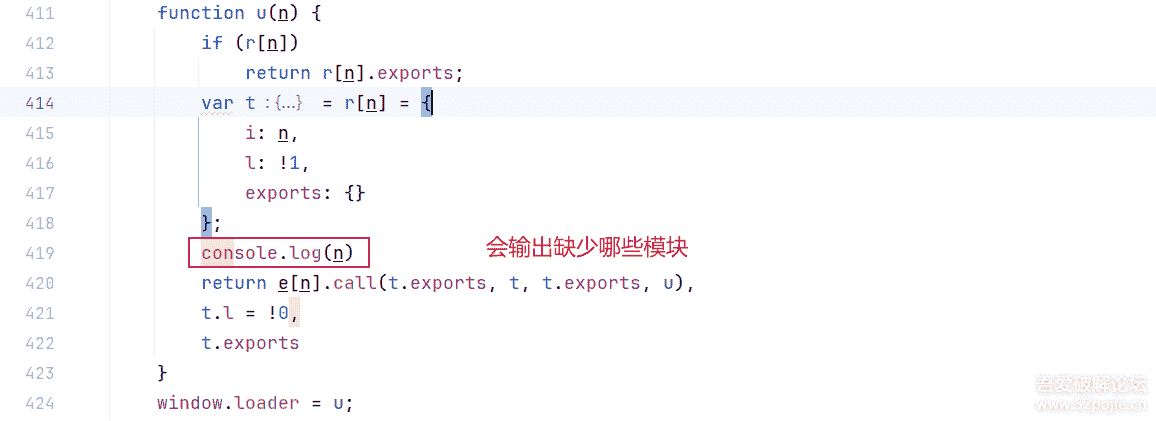 411 function u(n) {
412 if (r[n])
413 return r[n].exports;
414 var t :{...} = r[n] = {
415 i: n,
416 l: !1,
417 exports: {}
418 };
419 console.log(n) 会输出缺少哪些模块
420 return e[n].call(t.exports, t, t.exports, u),
421 t.l = !0,
422 t.exports
423 }
424 window.loader = u;
吾爱破解论坛
www.52pojie.cn